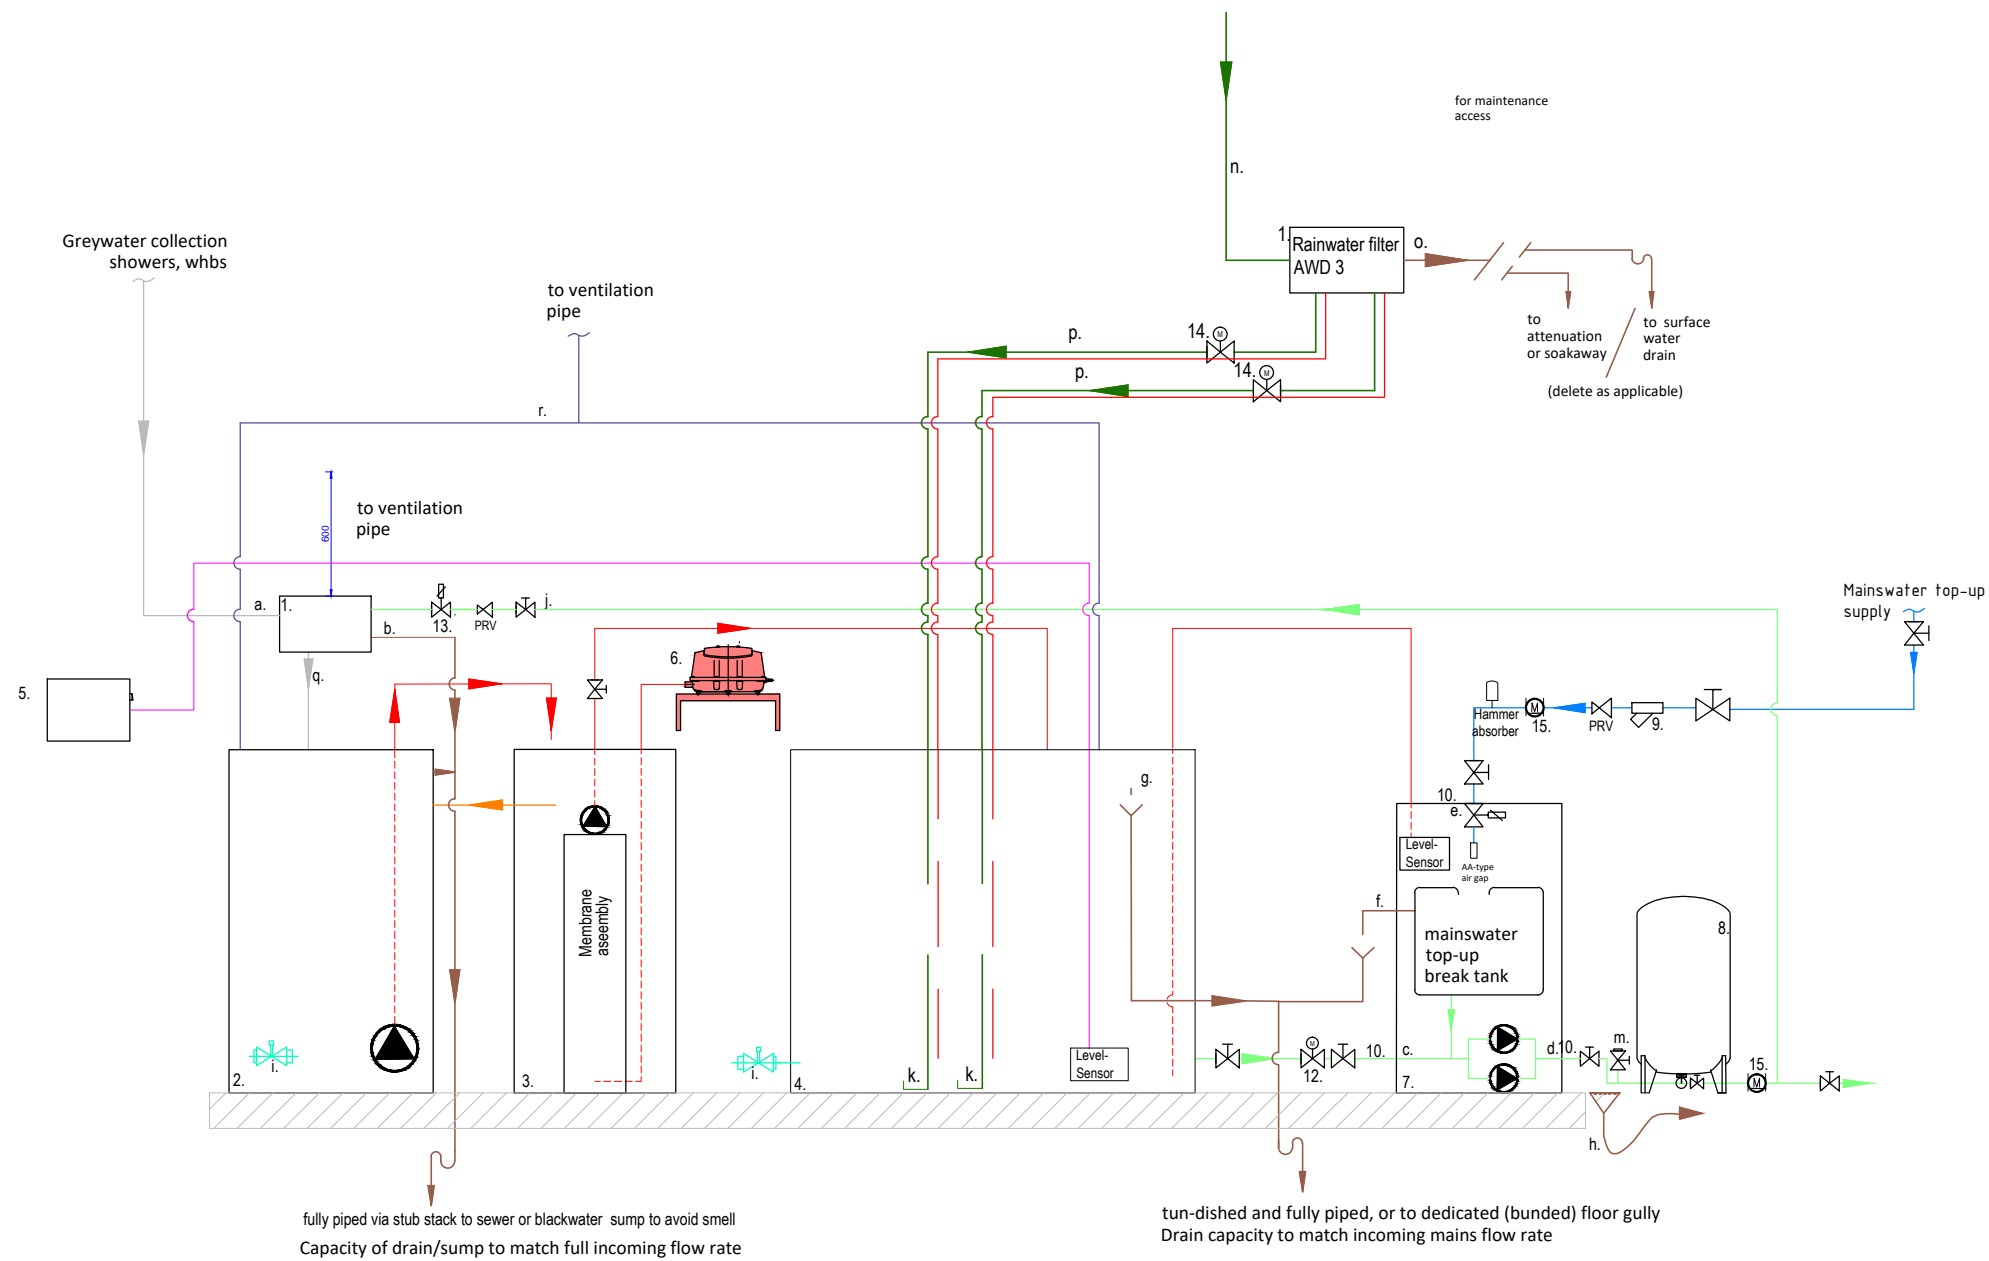 for maintenance
access
n.
Greywater collection
showers, whbs
1.
Rainwater filter
AWD 3
o.
to ventilation
pipe
to
attenuation
or soakaway
to surface
water
drain
(delete as applicable)
14.
M
p.
14.
M
p.
r.
600
to ventilation
pipe
a.
1.
b.
13.
PRV
j.
q.
5.
6.
Mainswater top-up
supply
Hammer
absorber
M
15.
PRV
9.
g.
10.
e.
Level-
Sensor
AA-type
air gap
f.
mainswater
top-up
break tank
8.
Membrane
aseembly
i.
2.
3.
i.
4.
k.
k.
Level-
Sensor
M
12.
10.
c.
7.
d.
10.
m.
15.
M
h.
fully piped via stub stack to sewer or blackwater sump to avoid smell
Capacity of drain/sump to match full incoming flow rate
tun-dished and fully piped, or to dedicated (bunded) floor gully
Drain capacity to match incoming mains flow rate